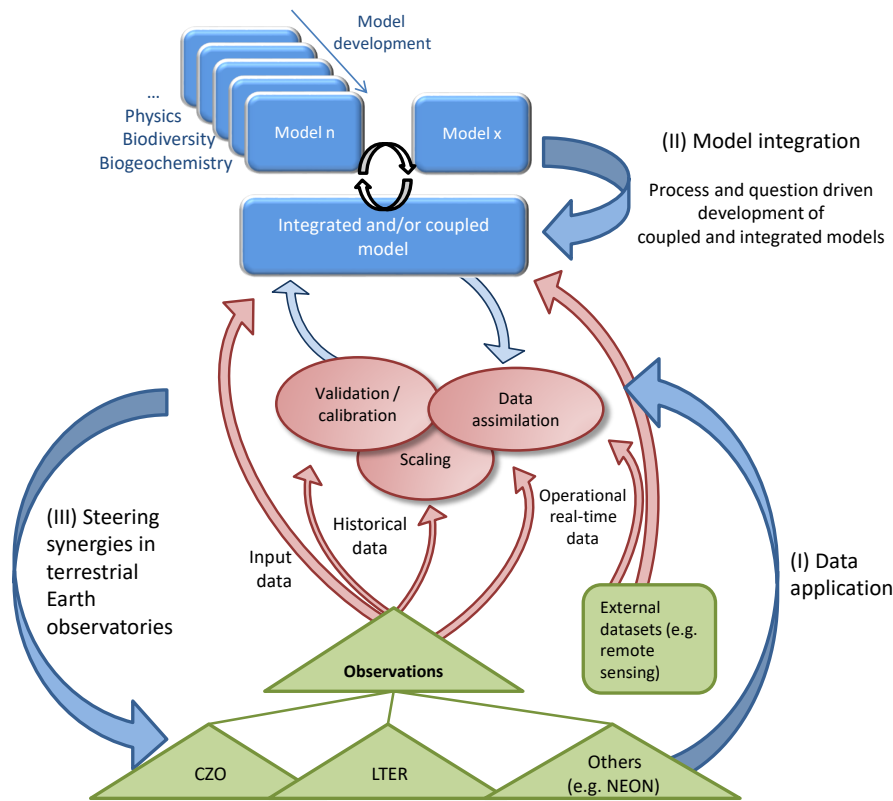 Model
development
...
Physics
Biodiversity
Biogeochemistry
Model n
Model x
(II) Model integration
Process and question driven
development of
coupled and integrated models
Integrated and/or coupled
model
Validation /
calibration
Data
assimilation
Scaling
(III) Steering
synergies in
terrestrial
Earth
observatories
Input
data
Historical
data
Operational
real-time
data
(I) Data
application
External
datasets (e.g.
remote
sensing)
Observations
CZO
LTER
Others
(e.g. NEON)